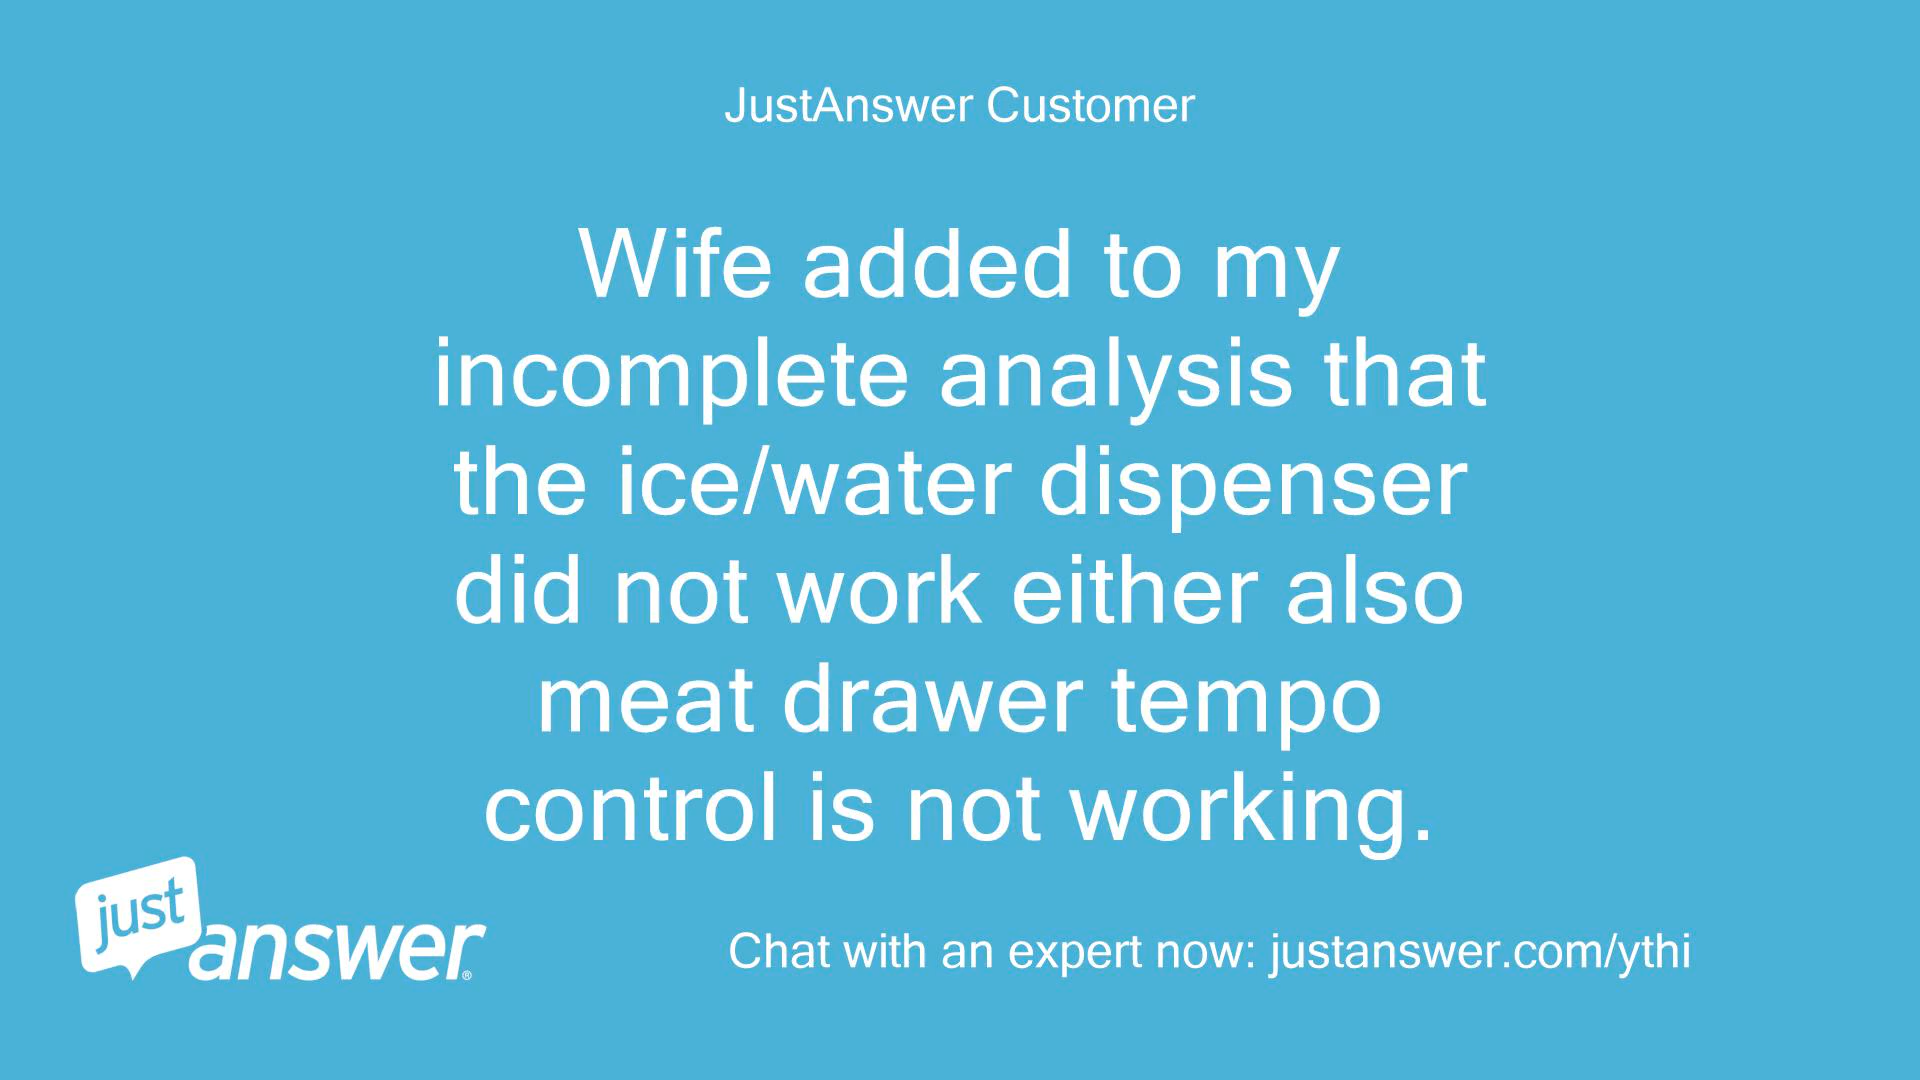 JustAnswer Customer
Wife added to my
incomplete analysis that
the ice/water dispenser
did not work either also
meat drawer tempo
control is not working.
just
answer®
Chat with an expert now: justanswer.com/ythi